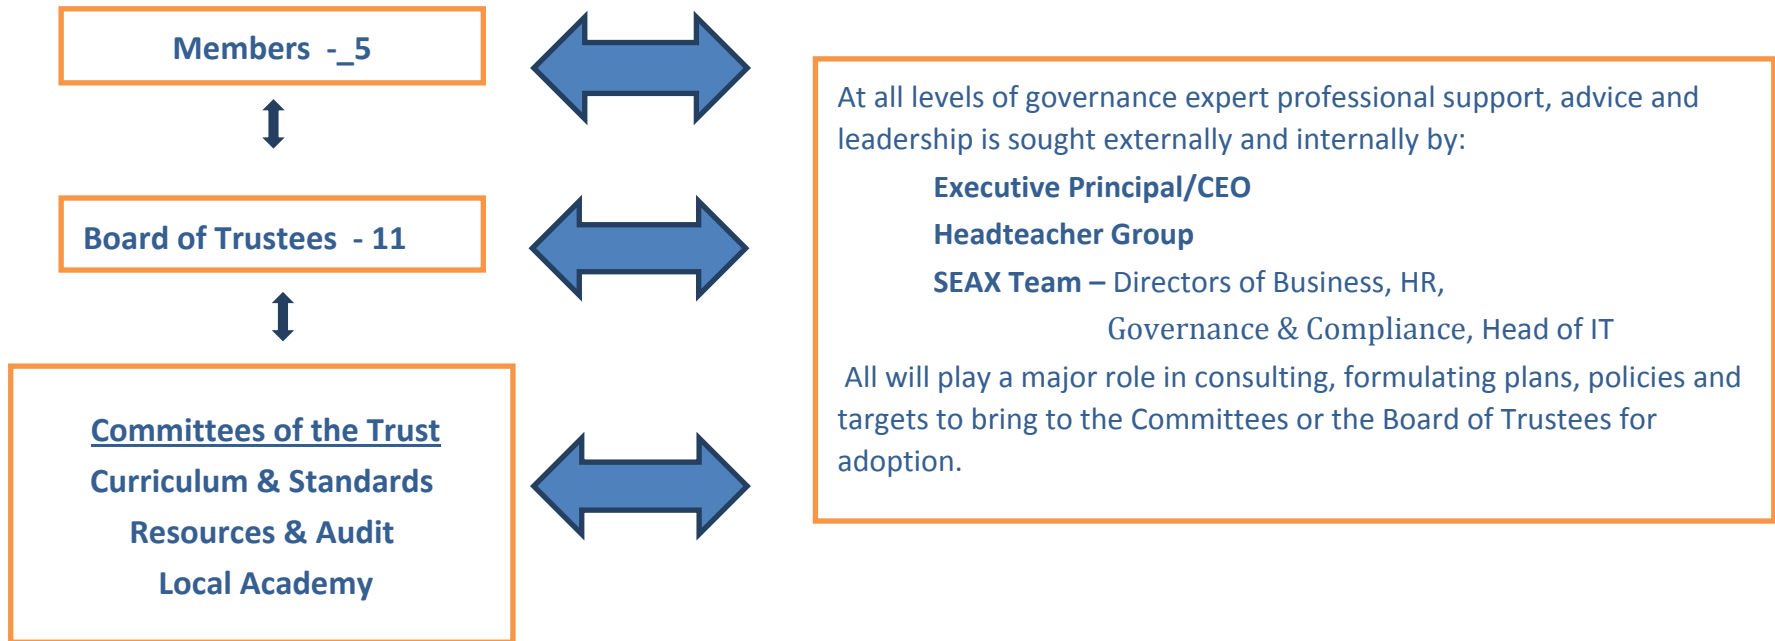 Members -_5
Board of Trustees - 11
Committees of the Trust
Curriculum & Standards
Resources & Audit
Local Academy
At all levels of governance expert professional support, advice and
leadership is sought externally and internally by:
Executive Principal/CEO
Headteacher Group
SEAX Team – Directors of Business, HR,
Governance & Compliance, Head of IT
All will play a major role in consulting, formulating plans, policies and
targets to bring to the Committees or the Board of Trustees for
adoption.